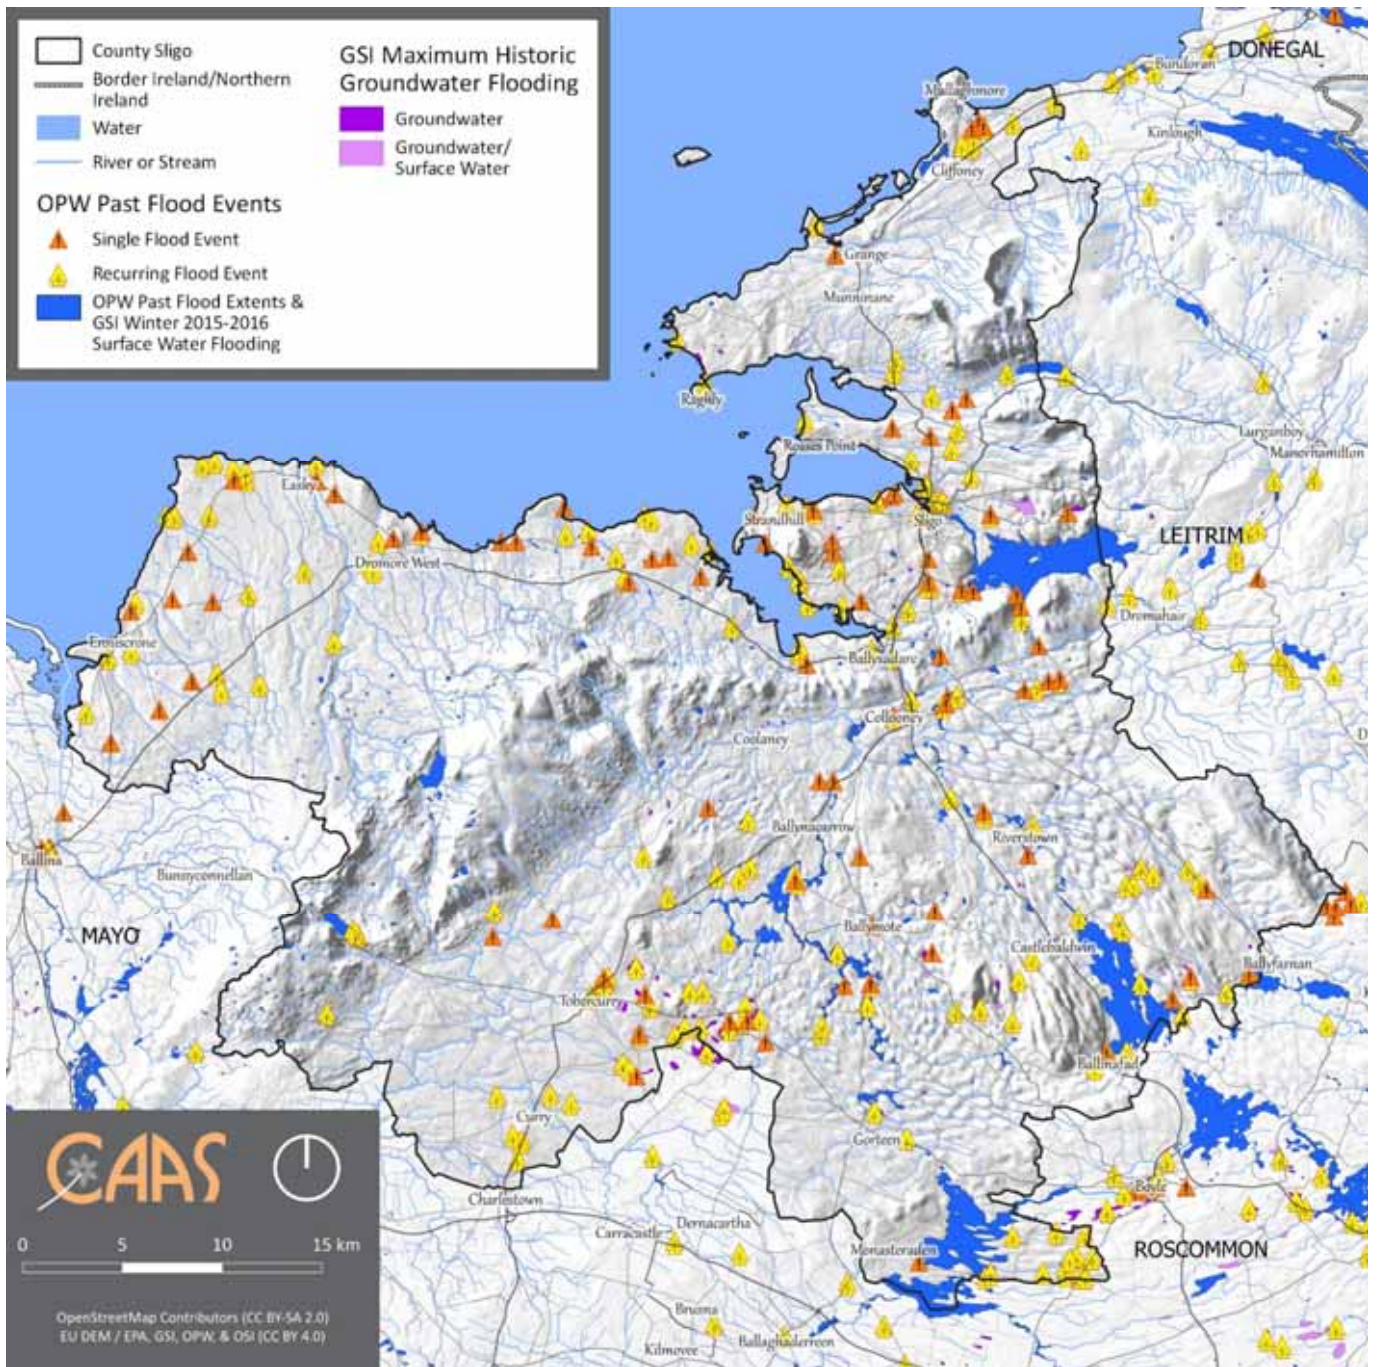 County Sligo
Border Ireland/Northern
Ireland
Water
River or Stream
OPW Past Flood Events
Single Flood Event
Recurring Flood Event
OPW Past Flood Extents &
GSI Winter 2015-2016
Surface Water Flooding
GSI Maximum Historic
Groundwater Flooding
Groundwater
Groundwater/
Surface Water
DONEGAL
Bundoran
Mullaghmore
Kinlough
Cliffoney
Grange
Munninane
Raghly
Lurganboy
Rosses Point
Manorhamilton
Easky
Strandhill
Sligo
LEITRIM
Dromore West
Dromahair
Enniscrone
Ballysadare
Collooney
Coolaney
D
Ballynacarrow
Riverstown
Ballina
Bunnyconnellan
MAYO
Ballymote
Castlebaldwin
Ballyfarnan
Tobercurry
Ballinafad
Curry
Gorteen
Boyle
Charlestown
Dernacartha
Carracastle
Monasteraden
ROSCOMMON
Kilmovee
Ballaghaderreen
CAAS
0 5 10 15 km
OpenStreetMap Contributors (CC BY-SA 2.0)
EU DEM / EPA, GSI, OPW, & OSI (CC BY 4.0)